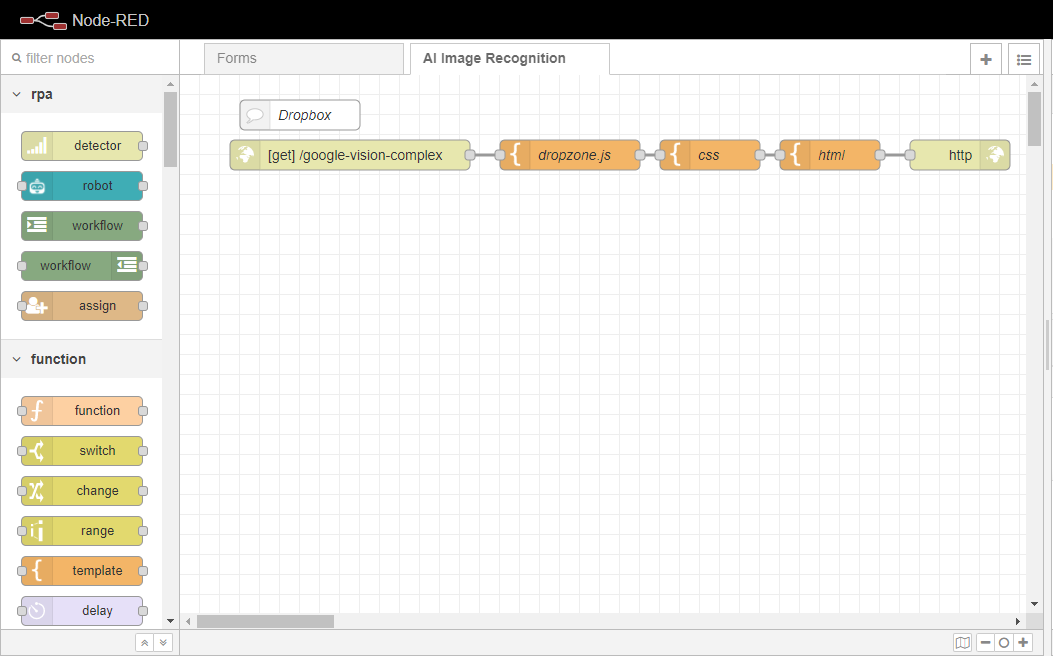 Node-RED
filter nodes
Forms
AI Image Recognition
rpa
detector
robot
workflow
workflow
assign
function
function
switch
change
range
template
delay
Dropbox
[get] /google-vision-complex
dropzone.js
css
html
http